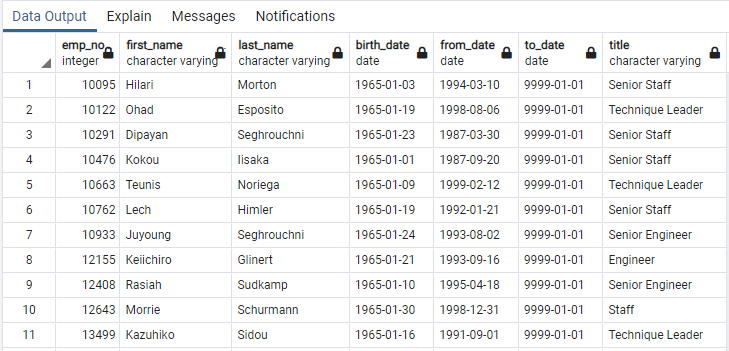 Data Output Explain Messages Notifications
emp_no first_name last_name birth_date from_date to_date title
integer character varying character varying date date date character varying
1 10095 Hilari Morton 1965-01-03 1994-03-10 9999-01-01 Senior Staff
2 10122 Ohad Esposito 1965-01-19 1998-08-06 9999-01-01 Technique Leader
3 10291 Dipayan Seghrouchni 1965-01-23 1987-03-30 9999-01-01 Senior Staff
4 10476 Kokou Iisaka 1965-01-01 1987-09-20 9999-01-01 Senior Staff
5 10663 Teunis Noriega 1965-01-09 1999-02-12 9999-01-01 Technique Leader
6 10762 Lech Himler 1965-01-19 1992-01-21 9999-01-01 Senior Staff
7 10933 Juyoung Seghrouchni 1965-01-24 1993-08-02 9999-01-01 Senior Engineer
8 12155 Keiichiro Glinert 1965-01-21 1993-09-16 9999-01-01 Engineer
9 12408 Rasiah Sudkamp 1965-01-10 1995-04-18 9999-01-01 Senior Engineer
10 12643 Morrie Schurmann 1965-01-30 1998-12-31 9999-01-01 Staff
11 13499 Kazuhiko Sidou 1965-01-16 1991-09-01 9999-01-01 Technique Leader